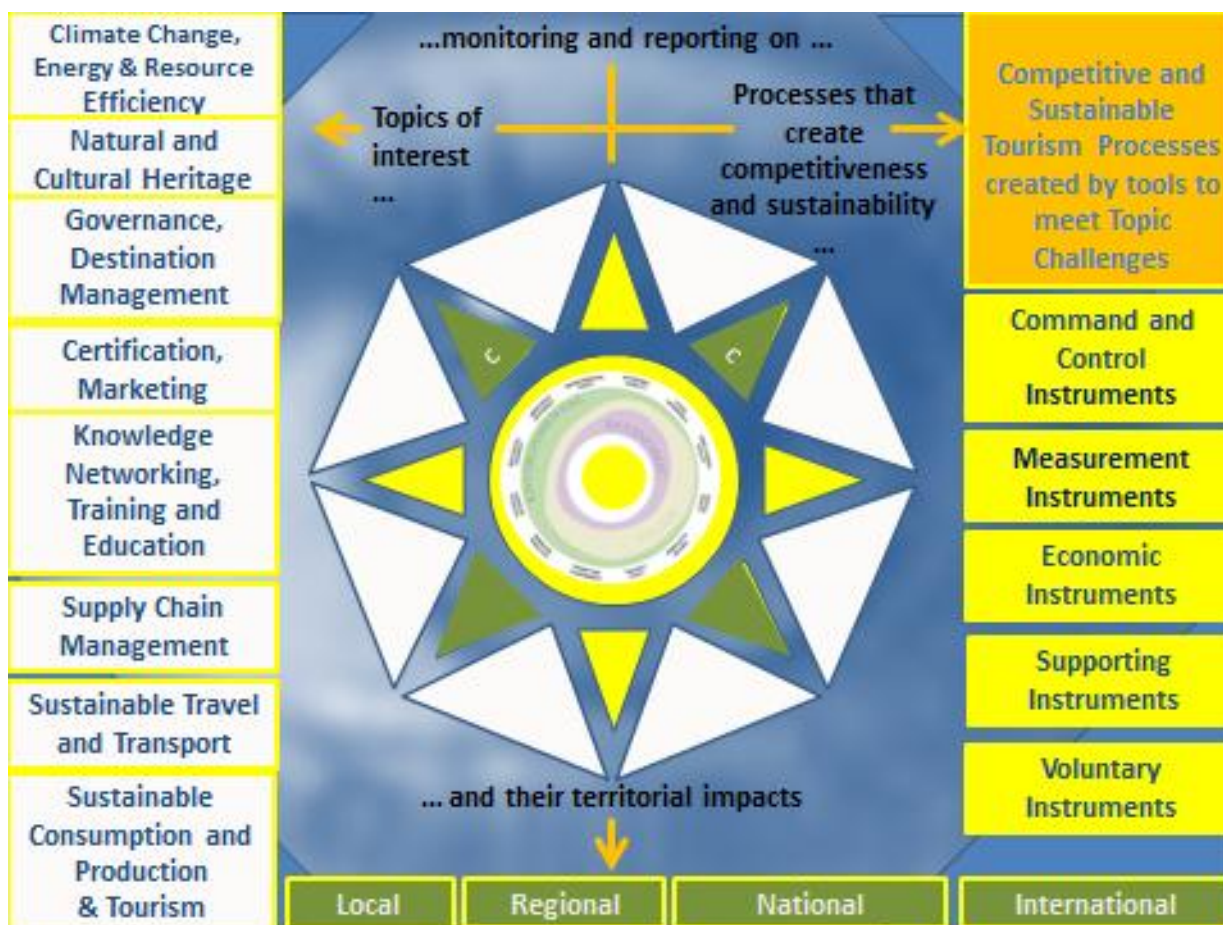 Climate Change,
Energy & Resource
Efficiency
Natural and
Cultural Heritage
Governance,
Destination
Management
Certification,
Marketing
Knowledge
Networking,
Training and
Education
Supply Chain
Management
Sustainable Travel
and Transport
Sustainable
Consumption and
Production
& Tourism
...monitoring and reporting on ...
Topics of
interest
...
Processes that
create
competitiveness
and sustainability
...
C
C
... and their territorial impacts
Local
Regional
National
International
Competitive and
Sustainable
Tourism Processes
created by tools to
meet Topic
Challenges
Command and
Control
Instruments
Measurement
Instruments
Economic
Instruments
Supporting
Instruments
Voluntary
Instruments